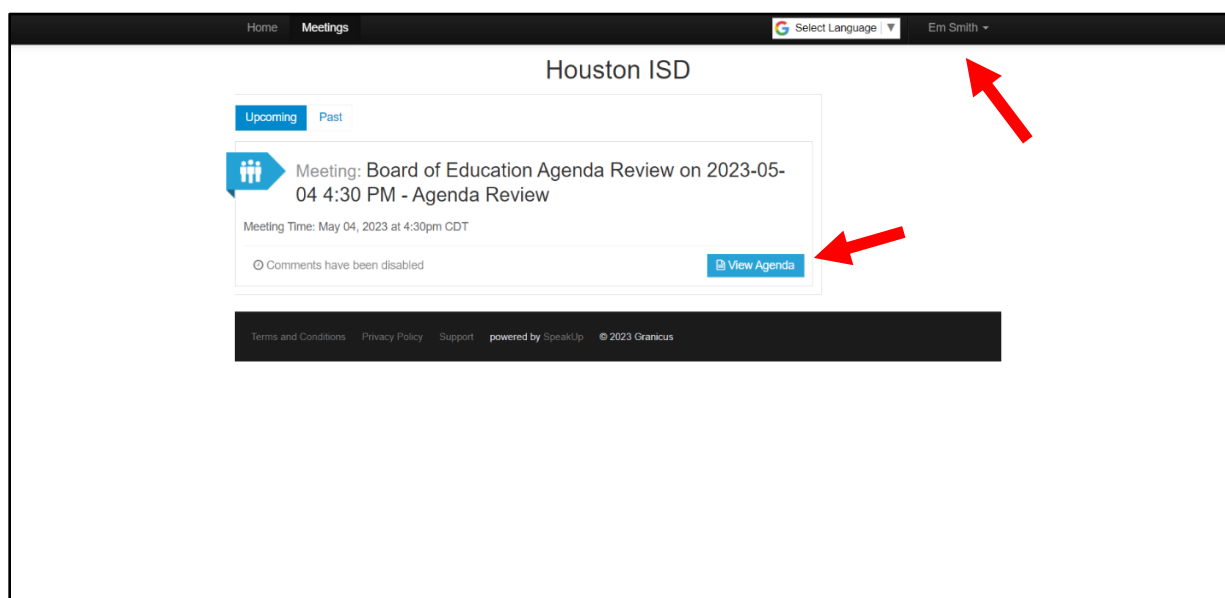 Home Meetings Select Language ▼ Em Smith
Houston ISD
Upcoming Past
Meeting: Board of Education Agenda Review on 2023-05-
04 4:30 PM - Agenda Review
Meeting Time: May 04, 2023 at 4:30pm CDT
Comments have been disabled View Agenda
Terms and Conditions Privacy Policy Support powered by SpeakUp © 2023 Granicus